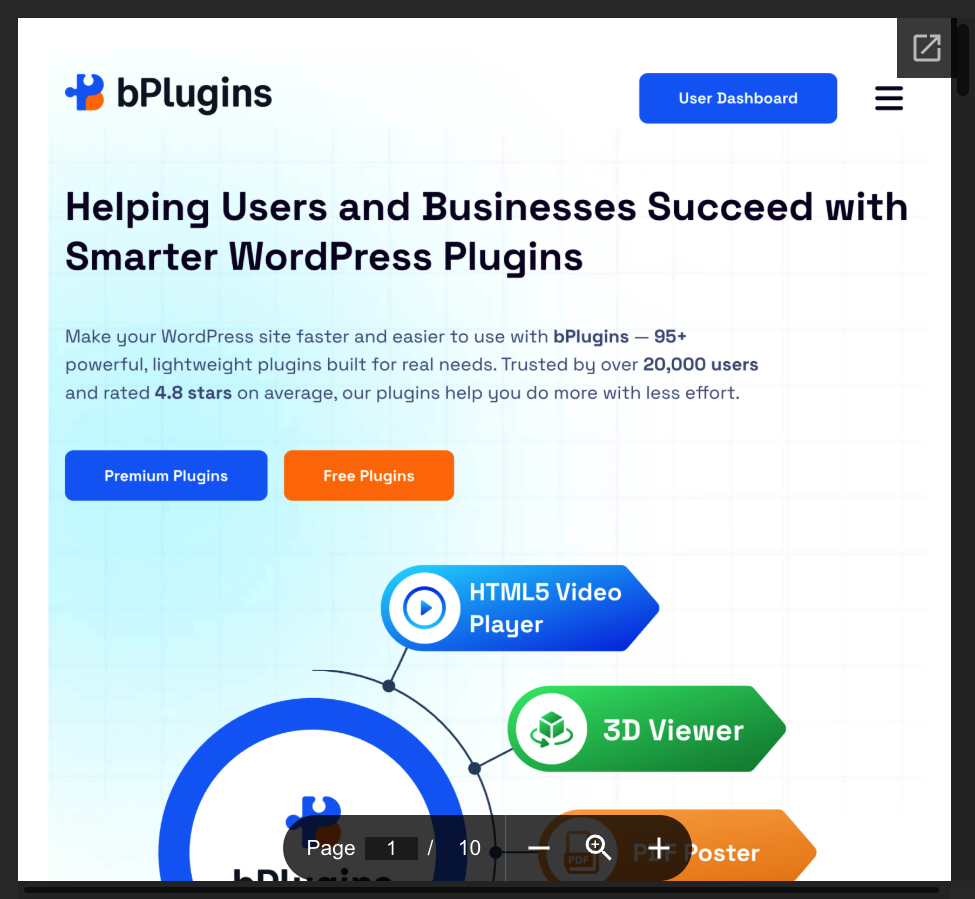 bPlugins
User Dashboard
Helping Users and Businesses Succeed with
Smarter WordPress Plugins
Make your WordPress site faster and easier to use with bPlugins — 95+
powerful, lightweight plugins built for real needs. Trusted by over 20,000 users
and rated 4.8 stars on average, our plugins help you do more with less effort.
Premium Plugins
Free Plugins
HTML5 Video
Player
3D Viewer
PDF
PDF Poster
bPlugins
Page 1 / 10